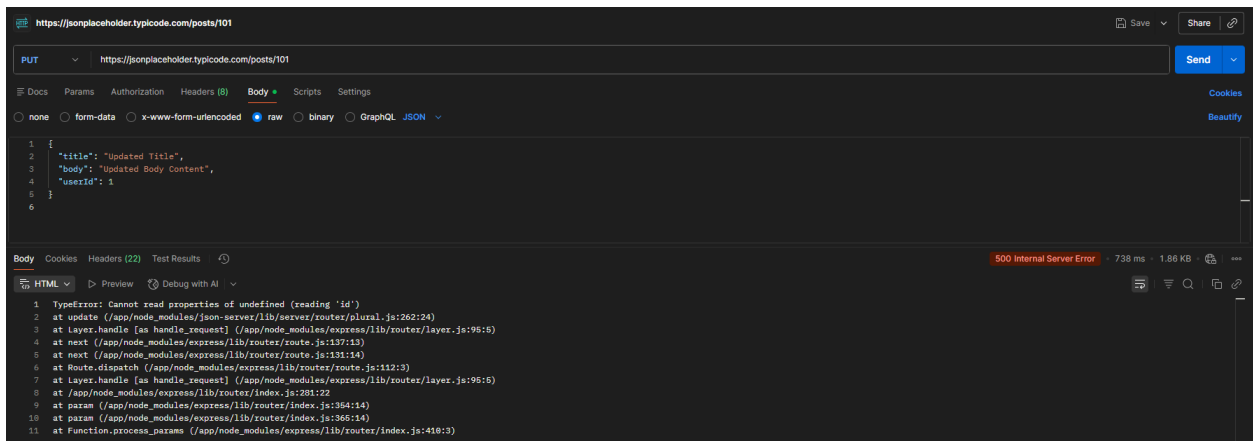 HTTP https://jsonplaceholder.typicode.com/posts/101 Save Share
PUT https://jsonplaceholder.typicode.com/posts/101 Send
Docs Params Authorization Headers (8) Body Scripts Settings Cookies
none form-data x-www-form-urlencoded raw binary GraphQL JSON Beautify
1 {
2 "title": "Updated Title",
3 "body": "Updated Body Content",
4 "userId": 1
5 }
6
Body Cookies Headers (22) Test Results 500 Internal Server Error 738 ms 1.86 KB
HTML Preview Debug with AI
1 TypeError: Cannot read properties of undefined (reading 'id')
2 at update (/app/node_modules/json-server/lib/server/router/plural.js:262:24)
3 at Layer.handle [as handle_request] (/app/node_modules/express/lib/router/layer.js:95:5)
4 at next (/app/node_modules/express/lib/router/route.js:137:13)
5 at next (/app/node_modules/express/lib/router/route.js:131:14)
6 at Route.dispatch (/app/node_modules/express/lib/router/route.js:112:3)
7 at Layer.handle [as handle_request] (/app/node_modules/express/lib/router/layer.js:95:5)
8 at /app/node_modules/express/lib/router/index.js:281:22
9 at param (/app/node_modules/express/lib/router/index.js:354:14)
10 at param (/app/node_modules/express/lib/router/index.js:365:14)
11 at Function.process_params (/app/node_modules/express/lib/router/index.js:410:3)